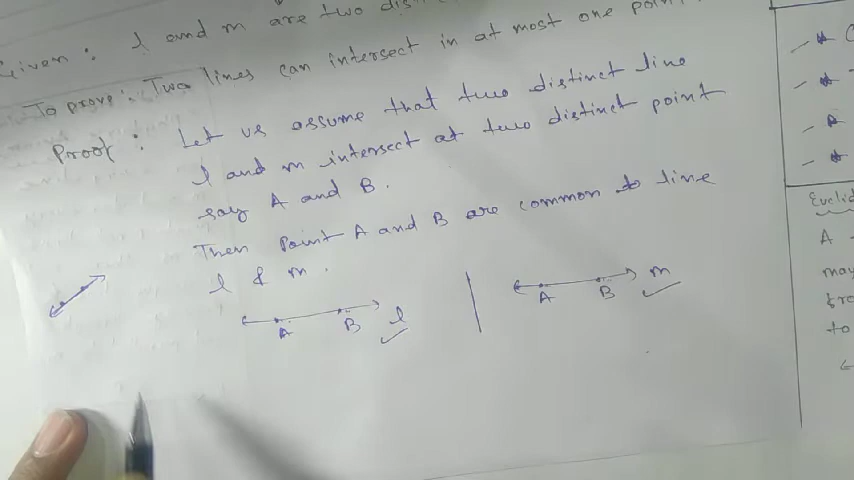 Given : l and m are two
To prove : Two lines can intersect in at most one point.
Proof : Let us assume that two distinct line
l and m intersect at two distinct point
say A and B.
Then Point A and B are common to line
l & m.
A B l
A B m
Euclid
A
may
to